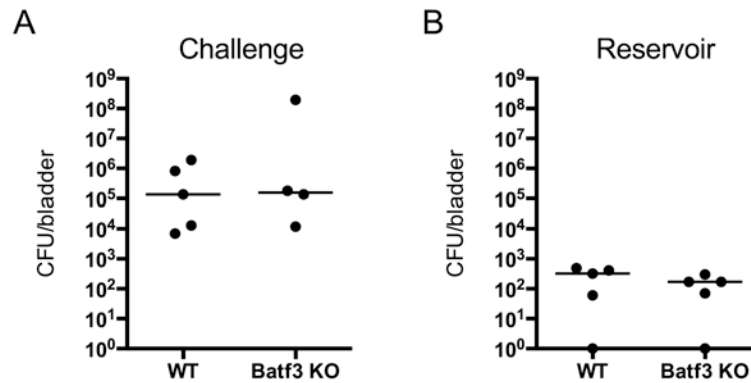 A
Challenge
CFU/bladder
10⁹
10⁸
10⁷
10⁶
10⁵
10⁴
10³
10²
10¹
10⁰
WT
Batf3 KO
B
Reservoir
CFU/bladder
10⁹
10⁸
10⁷
10⁶
10⁵
10⁴
10³
10²
10¹
10⁰
WT
Batf3 KO